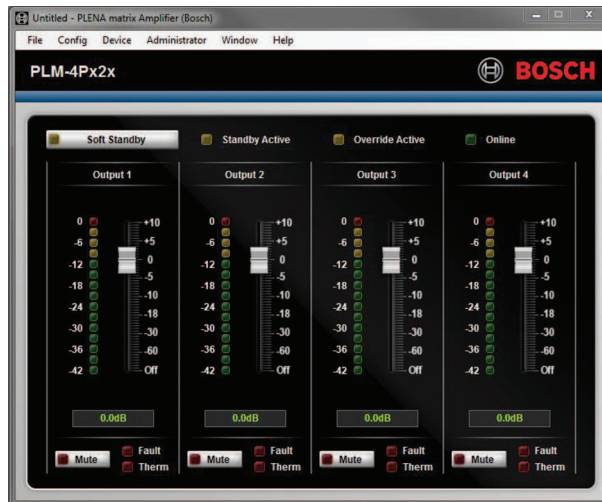 Untitled - PLENA matrix Amplifier (Bosch)
File Config Device Administrator Window Help
PLM-4Px2x
BOSCH
Soft Standby Standby Active Override Active Online
Output 1 Output 2 Output 3 Output 4
0 +10 0 +10 0 +10 0 +10
-6 +5 -6 +5 -6 +5 -6 +5
0 0 0 0
-12 -5 -12 -5 -12 -5 -12 -5
-18 -10 -18 -10 -18 -10 -18 -10
-24 -18 -24 -18 -24 -18 -24 -18
-30 -30 -30 -30 -30 -30 -30 -30
-36 -60 -36 -60 -36 -60 -36 -60
-42 Off -42 Off -42 Off -42 Off
0.0dB 0.0dB 0.0dB 0.0dB
Mute Fault Mute Fault Mute Fault Mute Fault
Therm Therm Therm Therm